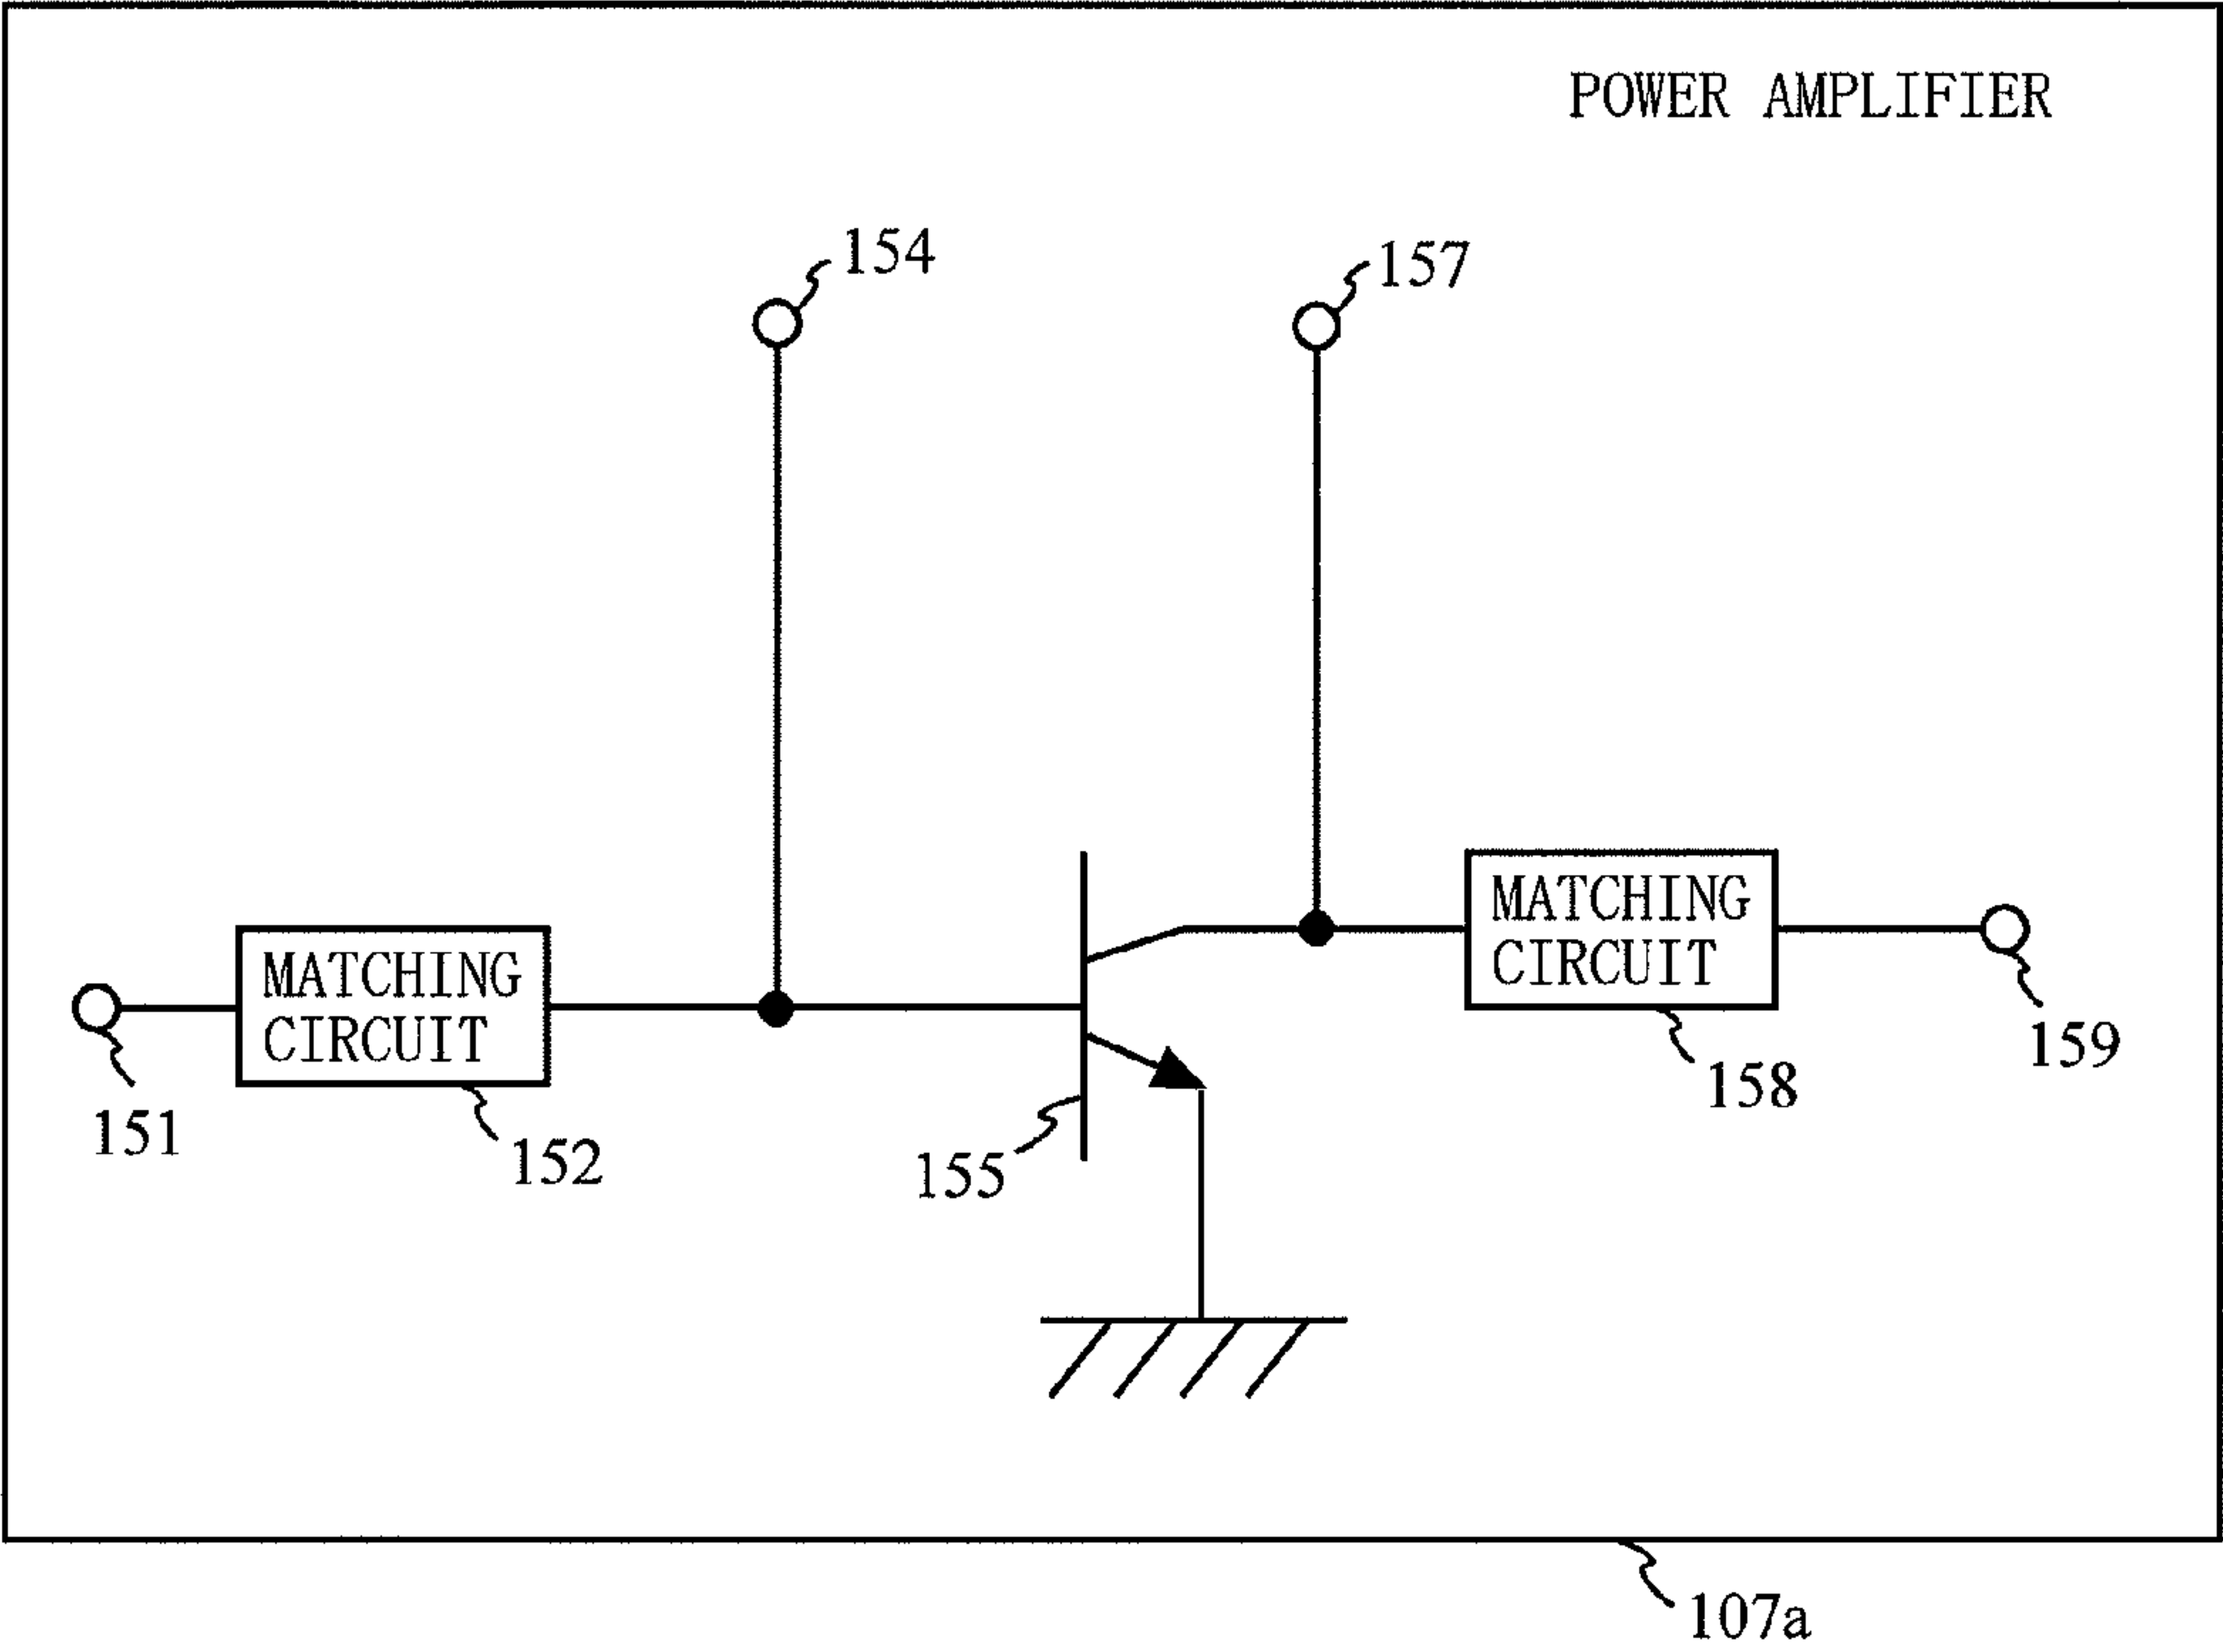 POWER AMPLIFIER
154
157
MATCHING
CIRCUIT
MATCHING
CIRCUIT
151
152
155
158
159
107a